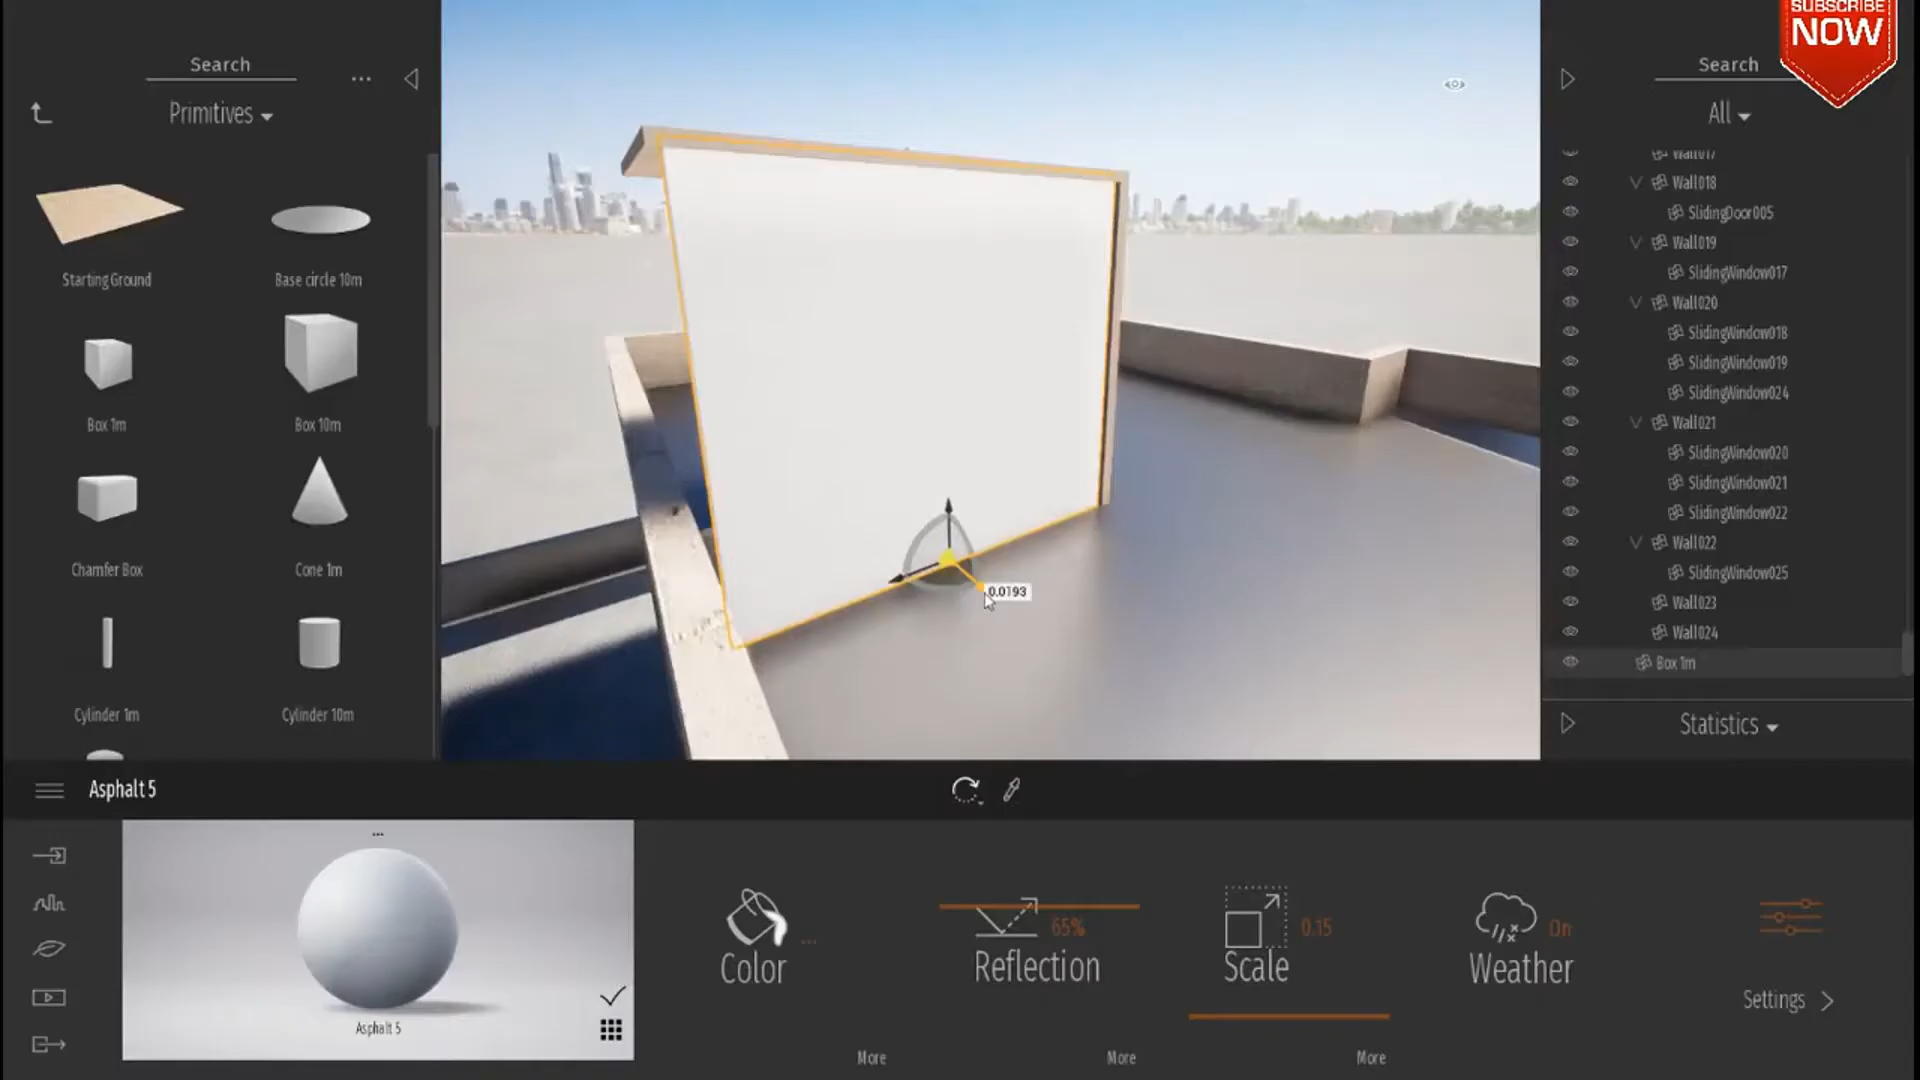 Search
...
Primitives
Starting Ground
Base circle 10m
Box 1m
Box 10m
Chamfer Box
Cone 1m
Cylinder 1m
Cylinder 10m
0.0193
SUBSCRIBE
NOW
Search
All
Wall017
Wall018
SlidingDoor005
Wall019
SlidingWindow017
Wall020
SlidingWindow018
SlidingWindow019
SlidingWindow024
Wall021
SlidingWindow020
SlidingWindow021
SlidingWindow022
Wall022
SlidingWindow025
Wall023
Wall024
Box 1m
Statistics
Asphalt 5
...
Asphalt 5
Color
...
More
65%
Reflection
More
0.15
Scale
More
On
Weather
Settings